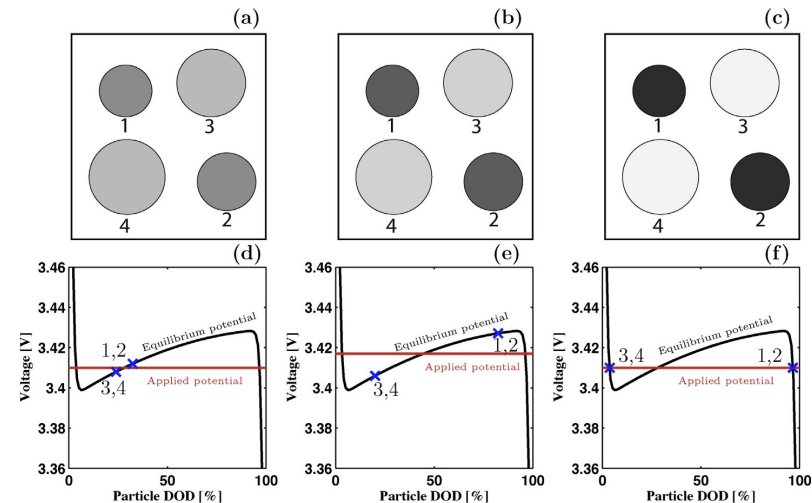 (a)
(b)
(c)
1
3
4
2
1
3
4
2
1
3
4
2
(d)
(e)
(f)
3.46
3.44
3.42
3.4
3.38
3.36
Voltage [V]
1,2
3,4
Equilibrium potential
Applied potential
0
50
100
Particle DOD [%]
3.46
3.44
3.42
3.4
3.38
3.36
Voltage [V]
Equilibrium potential
1,2
Applied potential
3,4
0
50
100
Particle DOD [%]
3.46
3.44
3.42
3.4
3.38
3.36
Voltage [V]
Equilibrium potential
3,4
1,2
Applied potential
0
50
100
Particle DOD [%]